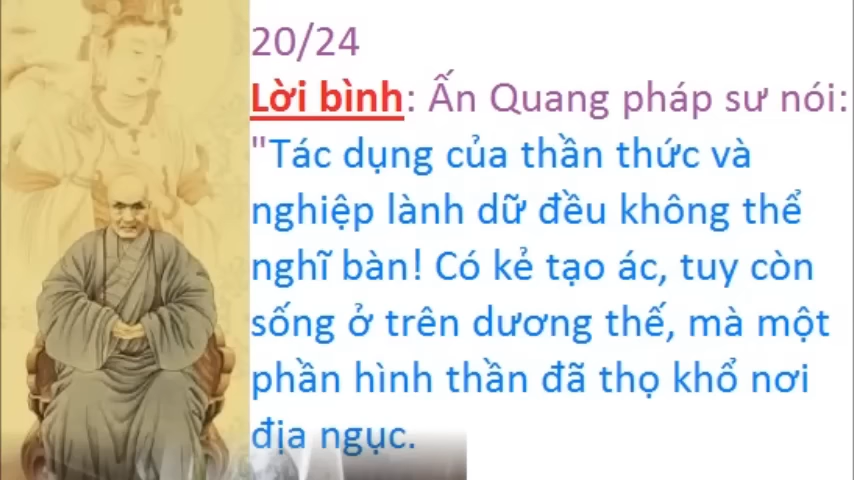 20/24
Lời bình: Ấn Quang pháp sư nói:
"Tác dụng của thần thức và
nghiệp lành dữ đều không thể
nghĩ bàn! Có kẻ tạo ác, tuy còn
sống ở trên dương thế, mà một
phần hình thần đã thọ khổ nơi
địa ngục.